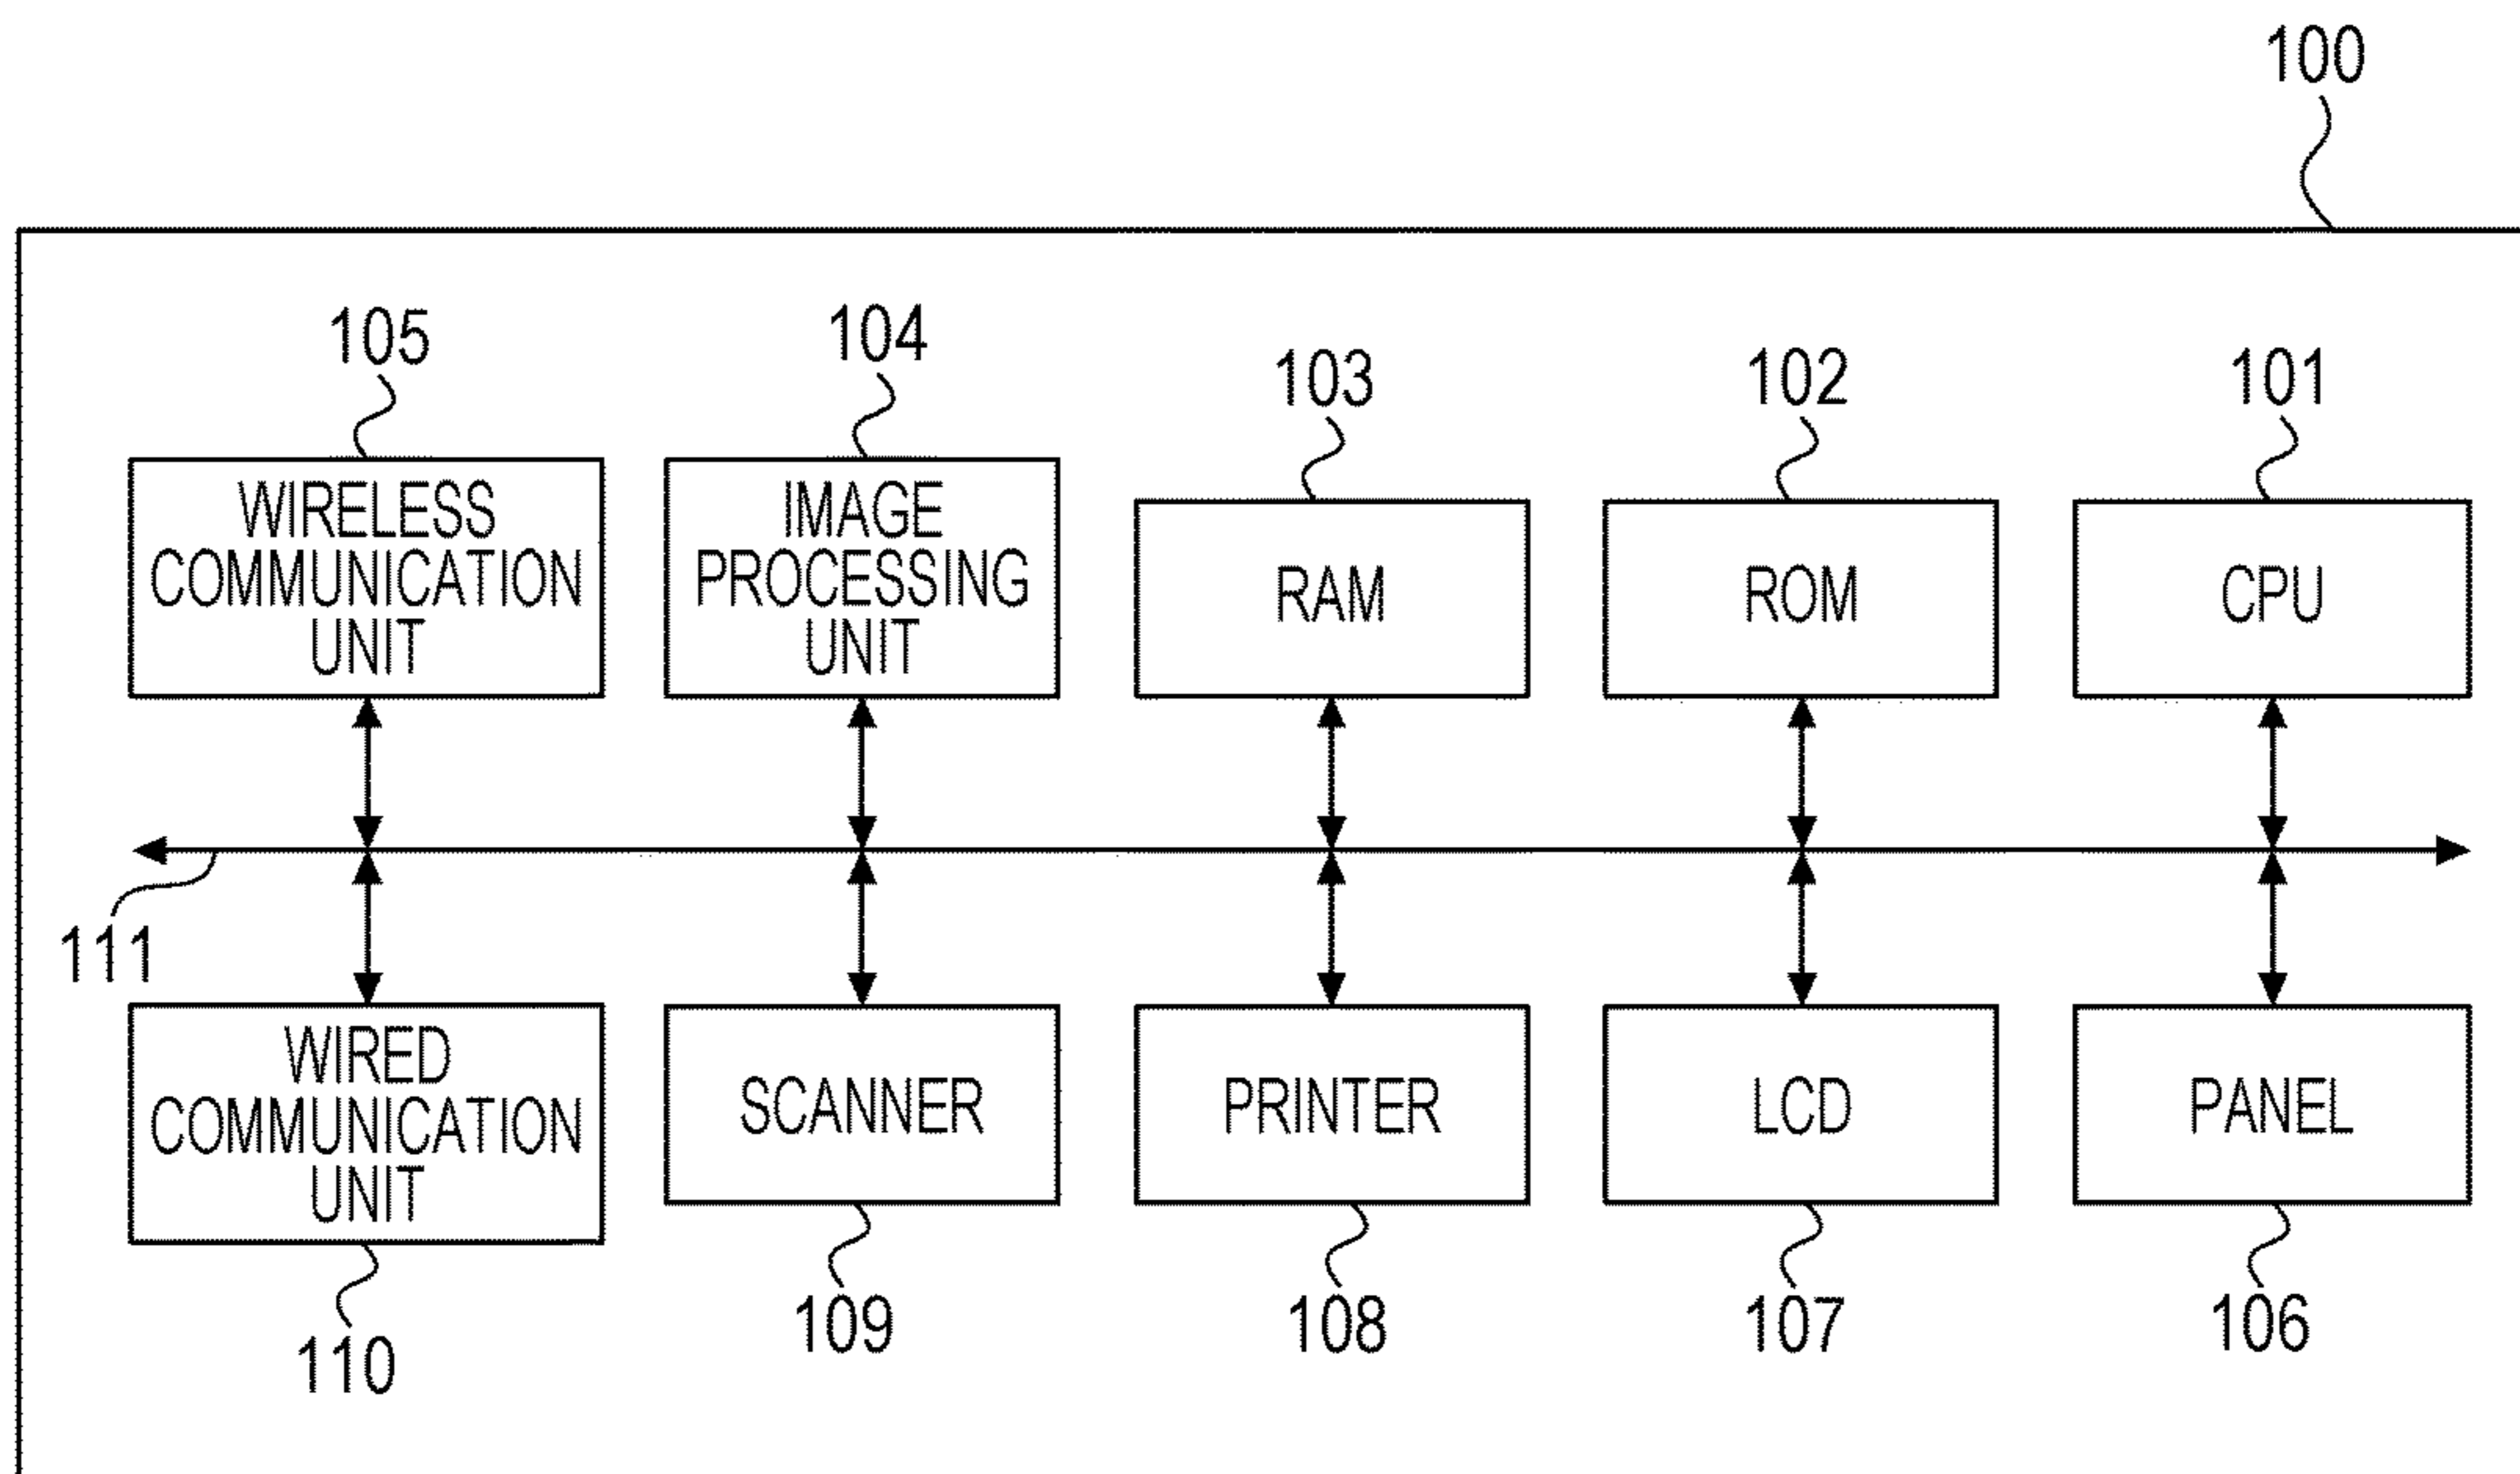 100
105
104
103
102
101
WIRELESS
COMMUNICATION
UNIT
IMAGE
PROCESSING
UNIT
RAM
ROM
CPU
111
WIRED
COMMUNICATION
UNIT
SCANNER
PRINTER
LCD
PANEL
110
109
108
107
106